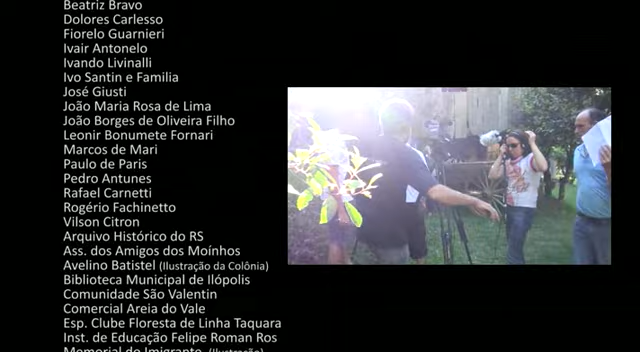 Beatriz Bravo
Dolores Carlesso
Fiorelo Guarnieri
Ivair Antonelo
Ivando Livinalli
Ivo Santin e Familia
José Giusti
João Maria Rosa de Lima
João Borges de Oliveira Filho
Leonir Bonumete Fornari
Marcos de Mari
Paulo de Paris
Pedro Antunes
Rafael Carnetti
Rogério Fachinetto
Vilson Citron
Arquivo Histórico do RS
Ass. dos Amigos dos Moínhos
Avelino Batistel (Ilustração da Colônia)
Biblioteca Municipal de Ilópolis
Comunidade São Valentin
Comercial Areia do Vale
Esp. Clube Floresta de Linha Taquara
Inst. de Educação Felipe Roman Ros
Memorial do Imigrante (Ilustração)